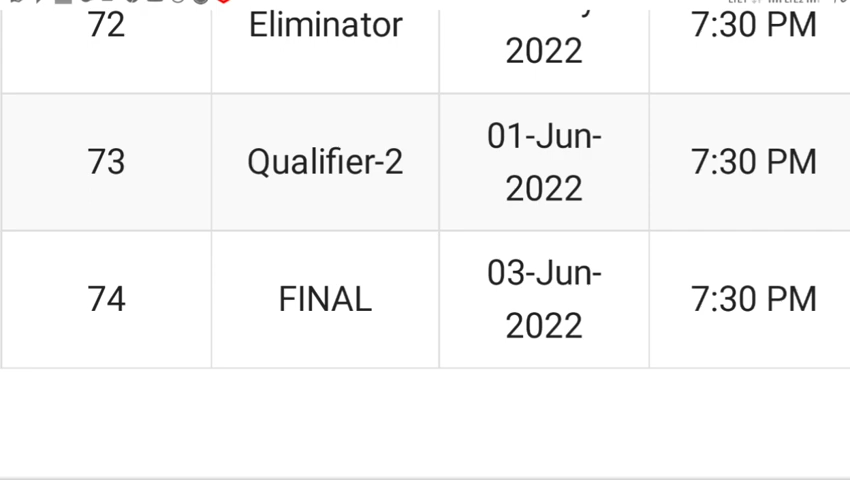 72 Eliminator 2022 7:30 PM
73 Qualifier-2 01-Jun-
2022 7:30 PM
74 FINAL 03-Jun-
2022 7:30 PM